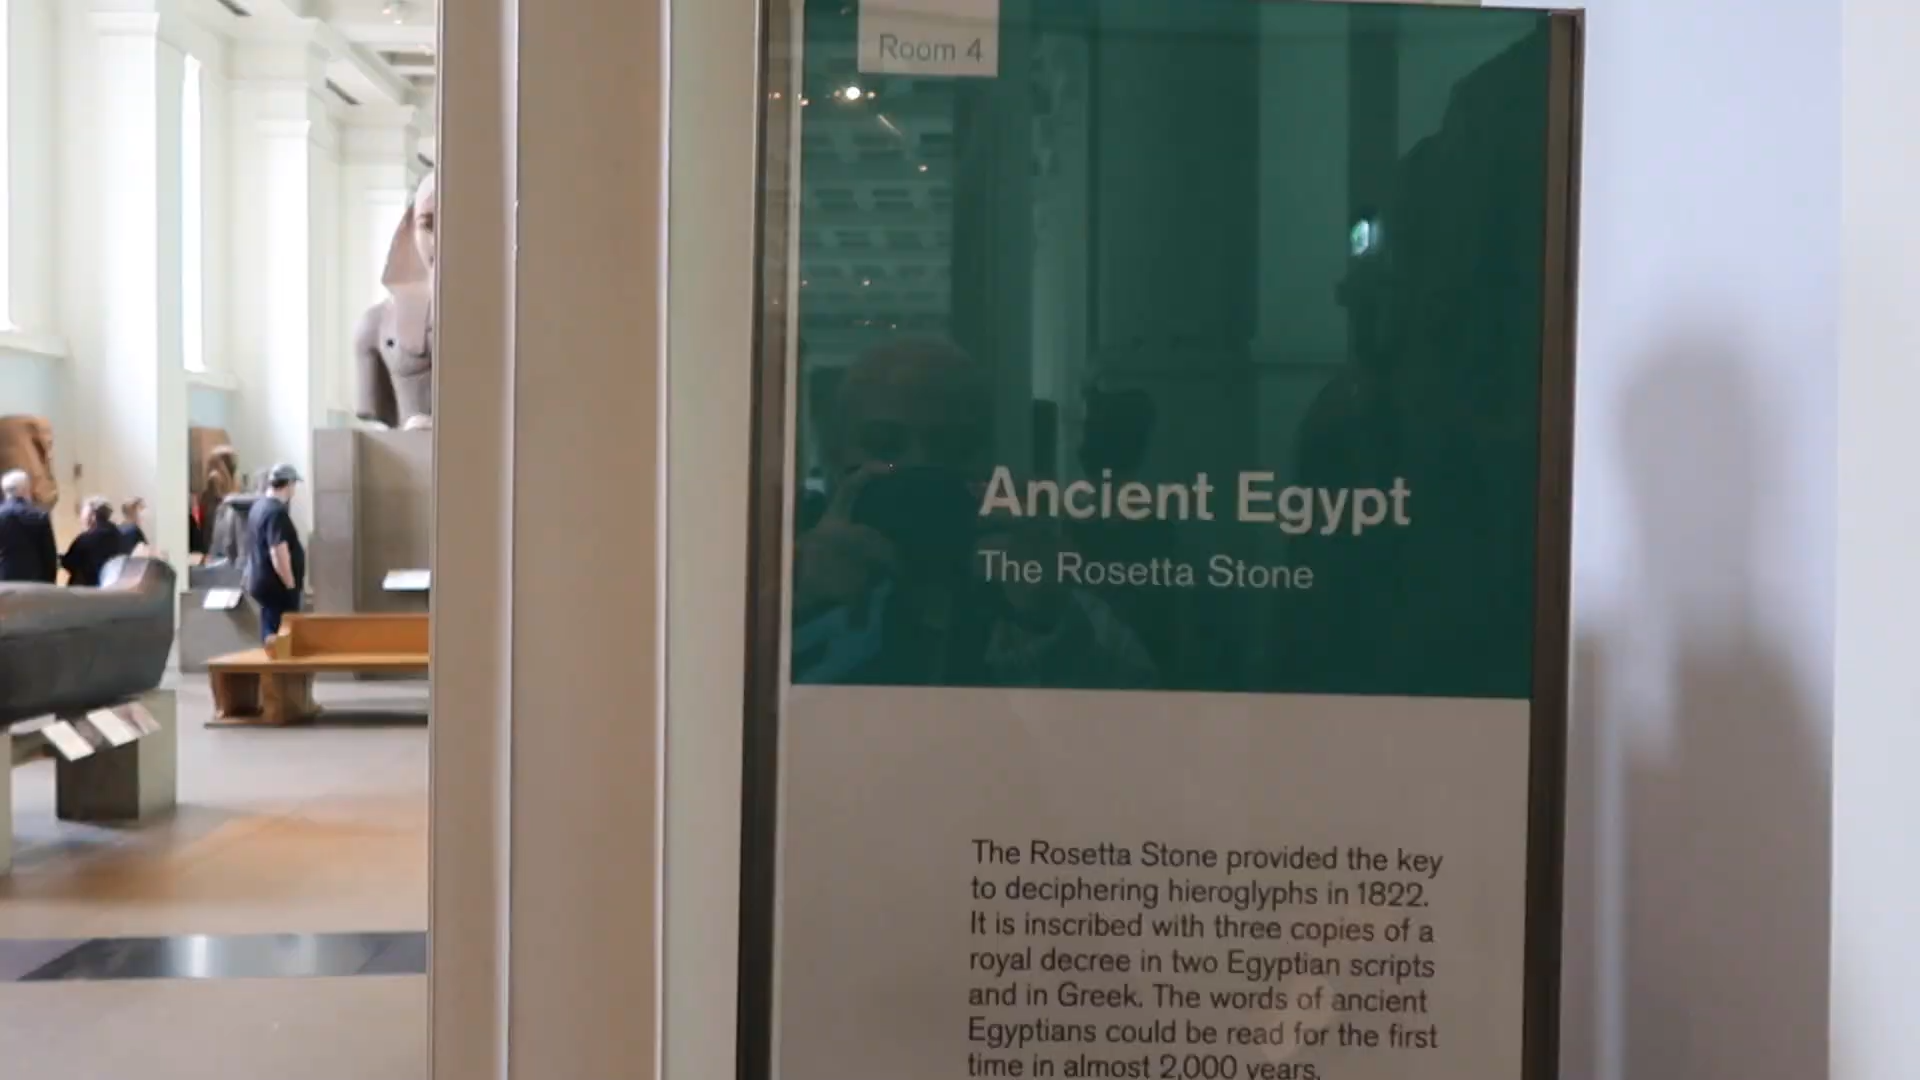 Room 4
Ancient Egypt
The Rosetta Stone
The Rosetta Stone provided the key
to deciphering hieroglyphs in 1822.
It is inscribed with three copies of a
royal decree in two Egyptian scripts
and in Greek. The words of ancient
Egyptians could be read for the first
time in almost 2,000 years.